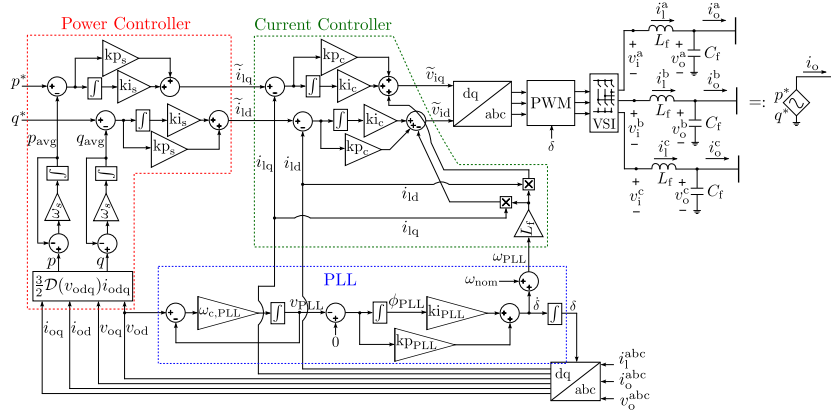 Power Controller
Current Controller
i_l^a
i_o^a
L_f
v_i^a
v_o^a
C_f
p*
kp_s
ki_s
ĩ_lq
kp_c
ki_c
ṽ_iq
dq
abc
PWM
δ
VSI
i_l^b
i_o^b
L_f
v_i^b
v_o^b
C_f
=:
i_o
p*
q*
q*
ki_s
kp_s
ĩ_ld
ki_c
kp_c
ṽ_id
i_l^c
i_o^c
L_f
v_i^c
v_o^c
C_f
p_avg
q_avg
i_lq
i_ld
ω_s
ω_s
i_ld
i_lq
L_f
p
q
3/2 𝒟(v_odq)i_odq
ω_PLL
ω_nom
PLL
i_oq
i_od
v_oq
v_od
ω_c,PLL
∫
v_PLL
0
∫
ϕ_PLL
ki_PLL
kp_PLL
δ̇
∫
δ
dq
abc
i_l^abc
i_o^abc
v_o^abc